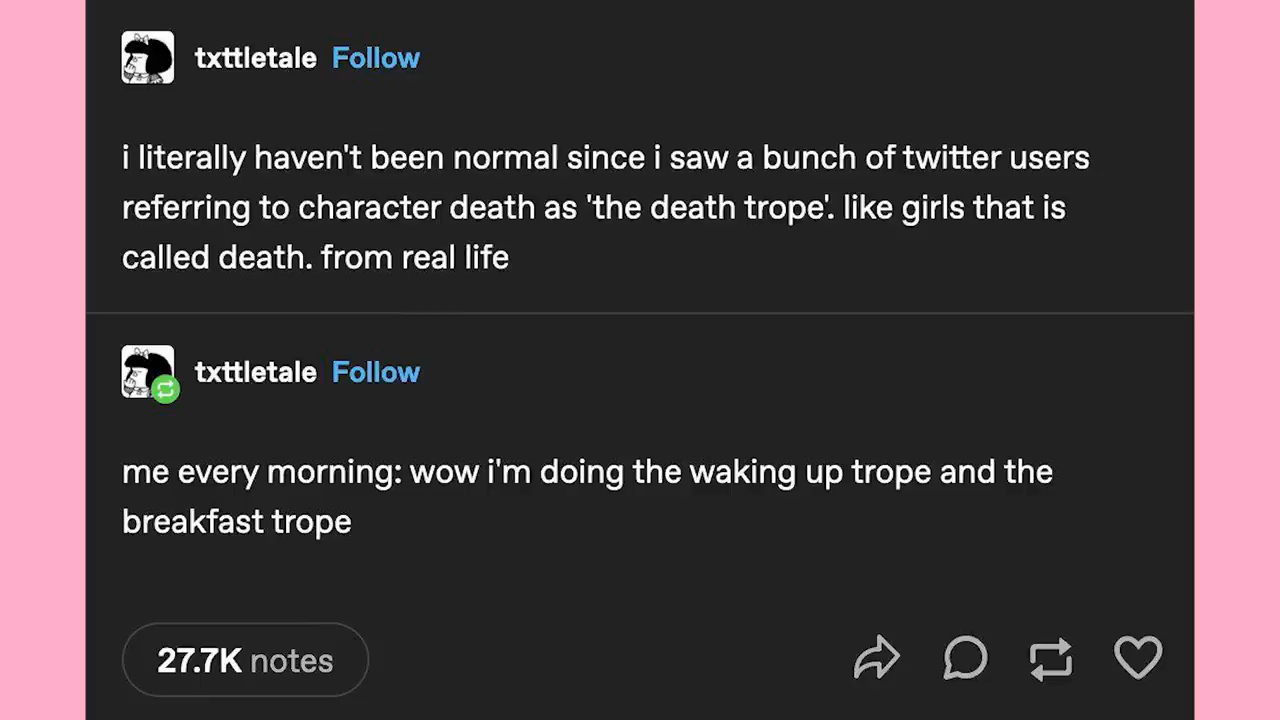 txttletale Follow
i literally haven't been normal since i saw a bunch of twitter users
referring to character death as 'the death trope'. like girls that is
called death. from real life
txttletale Follow
me every morning: wow i'm doing the waking up trope and the
breakfast trope
27.7K notes